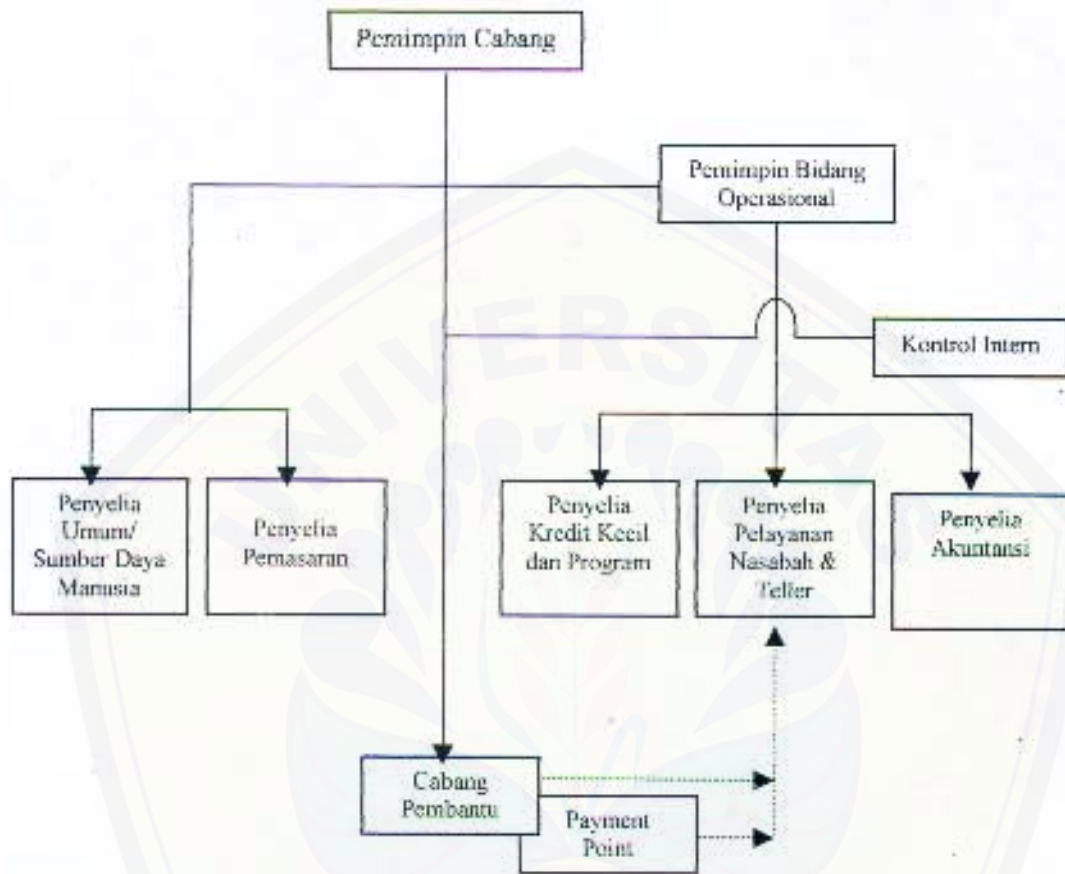 Pemimpin Cabang
Pemimpin Bidang
Operasional
Kontrol Intern
Penyelia
Umum/
Sumber Daya
Manusia
Penyelia
Pemasaran
Penyelia
Kredit Kecil
dan Program
Penyelia
Pelayanan
Nasabah &
Teller
Penyelia
Akuntansi
Cabang
Pembantu
Payment
Point
UNIVERSITAS